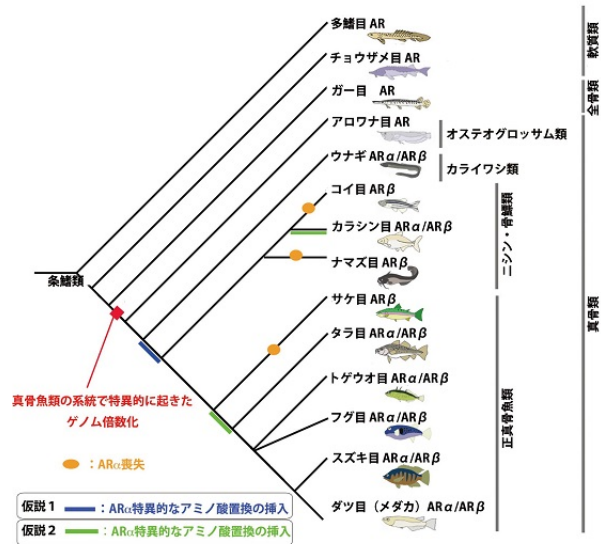 多鰭目 AR
チョウザメ目 AR
ガー目 AR
アロワナ目 AR
ウナギ ARα/ARβ
コイ目 ARβ
カラシン目 ARα/ARβ
ナマズ目 ARβ
サケ目 ARβ
タラ目 ARα/ARβ
トゲウオ目 ARα/ARβ
フグ目 ARα/ARβ
スズキ目 ARα/ARβ
ダツ目（メダカ）ARα/ARβ
オステオグロッサム類
カライワシ類
ニシン・骨鰾類
正真骨魚類
軟質類
全骨類
真骨類
条鰭類
真骨魚類の系統で特異的に起きた
ゲノム倍数化
：ARα喪失
仮説1 ：ARα特異的なアミノ酸置換の挿入
仮説2 ：ARα特異的なアミノ酸置換の挿入